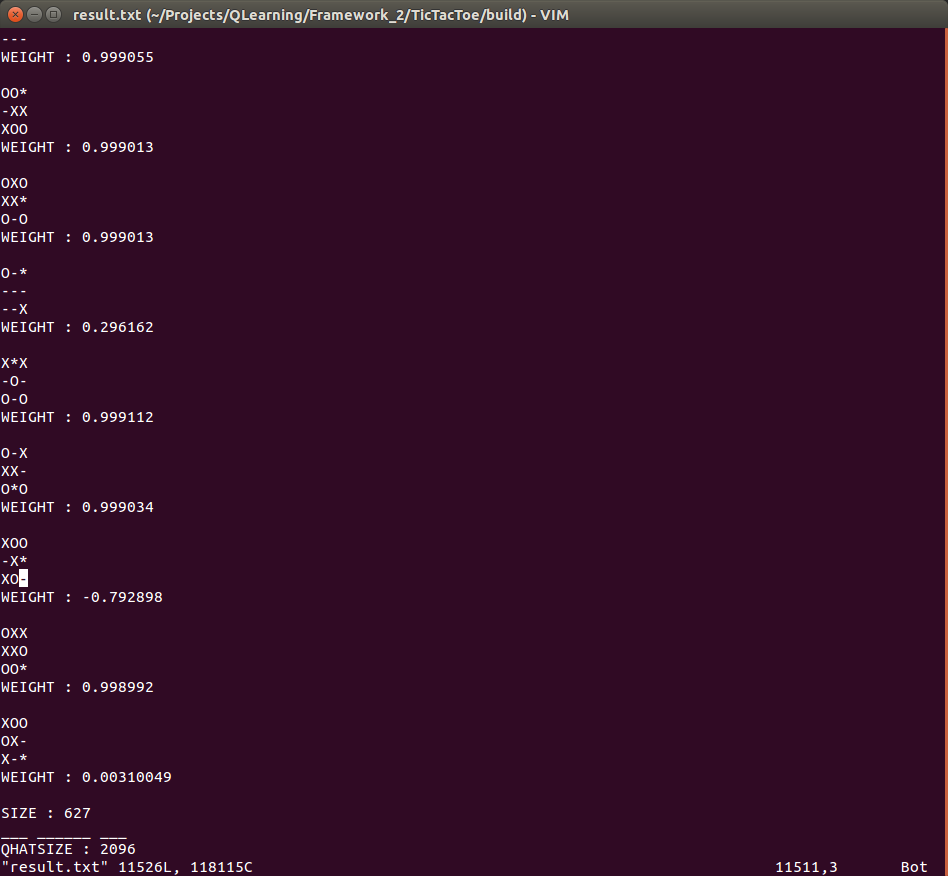 result.txt (~/Projects/QLearning/Framework_2/TicTacToe/build) - VIM
---
WEIGHT : 0.999055

OO*
-XX
XOO
WEIGHT : 0.999013

OXO
XX*
O-O
WEIGHT : 0.999013

O-*
---
--X
WEIGHT : 0.296162

X*X
-O-
O-O
WEIGHT : 0.999112

O-X
XX-
O*O
WEIGHT : 0.999034

XOO
-X*
XO-
WEIGHT : -0.792898

OXX
XXO
OO*
WEIGHT : 0.998992

XOO
OX-
X-*
WEIGHT : 0.00310049

SIZE : 627
___ ______ ___
QHATSIZE : 2096
"result.txt" 11526L, 118115C 11511,3 Bot